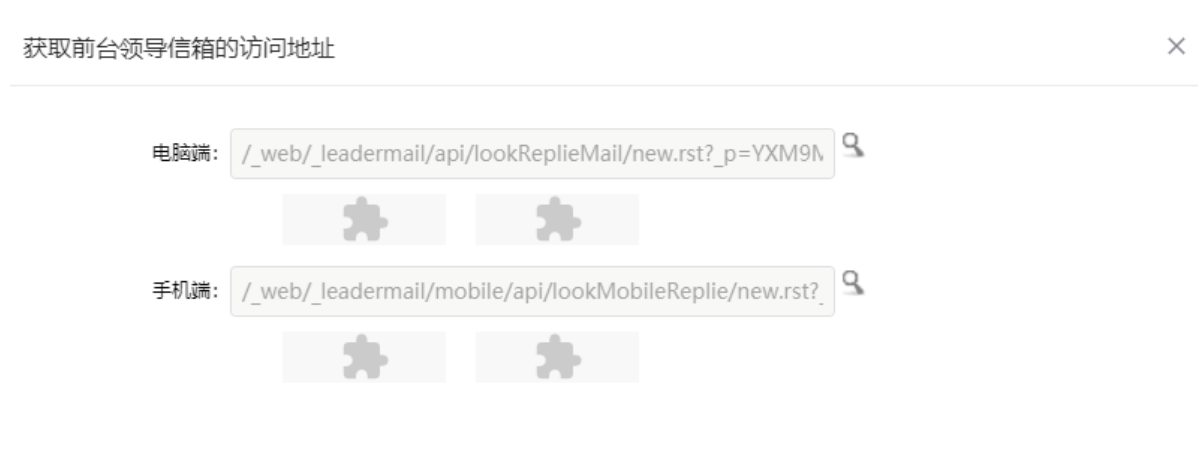 获取前台领导信箱的访问地址
电脑端: /_web/_leadermail/api/lookReplieMail/new.rst?_p=YXM9M
手机端: /_web/_leadermail/mobile/api/lookMobileReplie/new.rst?_